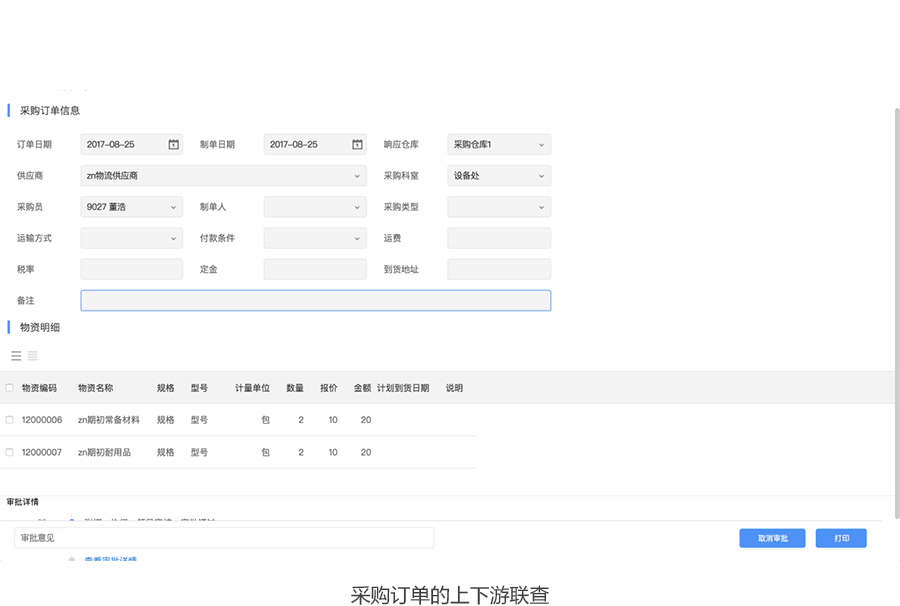 采购订单信息
订单日期 2017-08-25 制单日期 2017-08-25 响应仓库 采购仓库1
供应商 zn物流供应商 采购科室 设备处
采购员 9027 董浩 制单人 采购类型
运输方式 付款条件 运费
税率 定金 到货地址
备注
物资明细
物资编码 物资名称 规格 型号 计量单位 数量 报价 金额 计划到货日期 说明
12000006 zn期初常备材料 规格 型号 包 2 10 20
12000007 zn期初耐用品 规格 型号 包 2 10 20
审批详情
审批意见 取消审批 打印
查看审批详情
采购订单的上下游联查